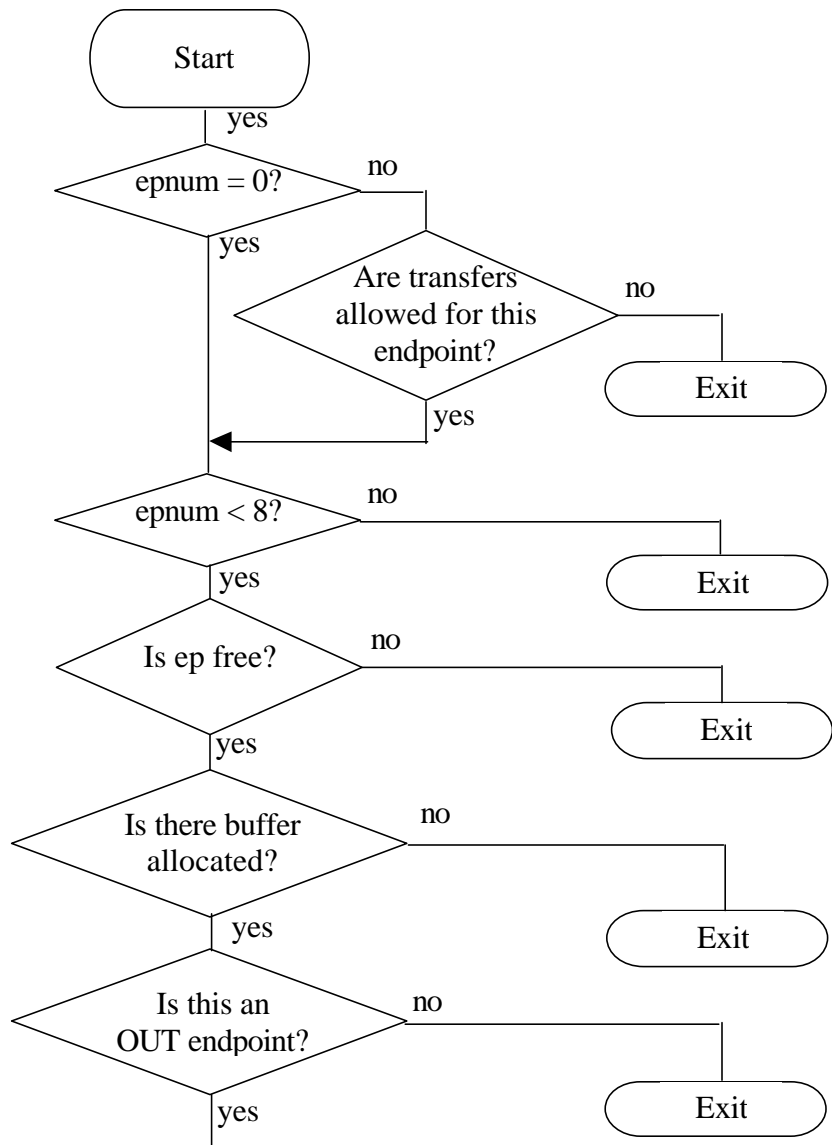 Start
yes
epnum = 0?
no
yes
Are transfers
allowed for this
endpoint?
no
Exit
yes
epnum < 8?
no
Exit
yes
Is ep free?
no
Exit
yes
Is there buffer
allocated?
no
Exit
yes
Is this an
OUT endpoint?
no
Exit
yes